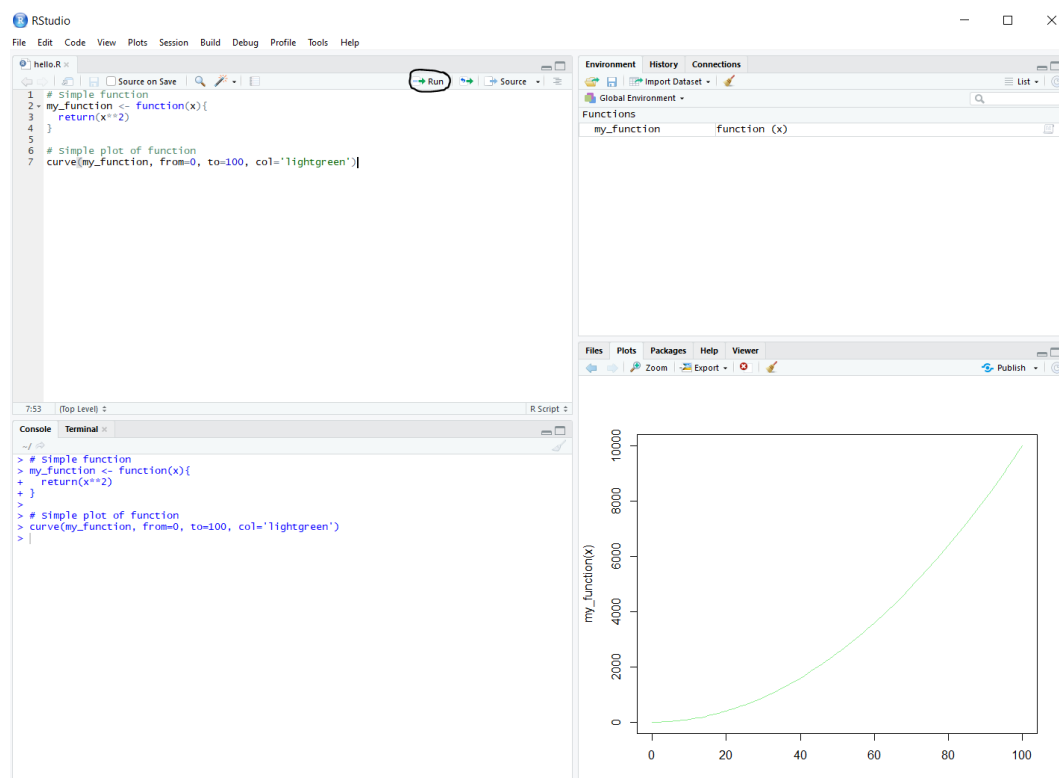 RStudio
File Edit Code View Plots Session Build Debug Profile Tools Help
hello.R
Source on Save Run Source
1 # Simple function
2 my_function <- function(x){
3   return(x**2)
4 }
5
6 # Simple plot of function
7 curve(my_function, from=0, to=100, col='lightgreen')
7:53 (Top Level) R Script
Console Terminal
~/
> # Simple function
> my_function <- function(x){
+   return(x**2)
+ }
>
> # Simple plot of function
> curve(my_function, from=0, to=100, col='lightgreen')
>
Environment History Connections
Import Dataset List
Global Environment
Functions
my_function function (x)
Files Plots Packages Help Viewer
Zoom Export Publish
my_function(x)
10000
8000
6000
4000
2000
0
0 20 40 60 80 100